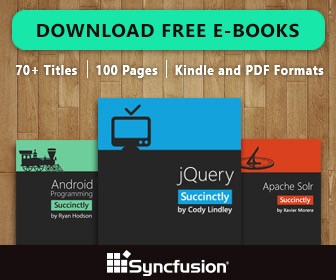 DOWNLOAD FREE E-BOOKS
70+ Titles | 100 Pages | Kindle and PDF Formats
jQuery
Succinctly
by Cody Lindley
Android
Programming
Succinctly
by Ryan Hodson
Apache Solr
Succinctly
by Xavier Morera
Syncfusion®